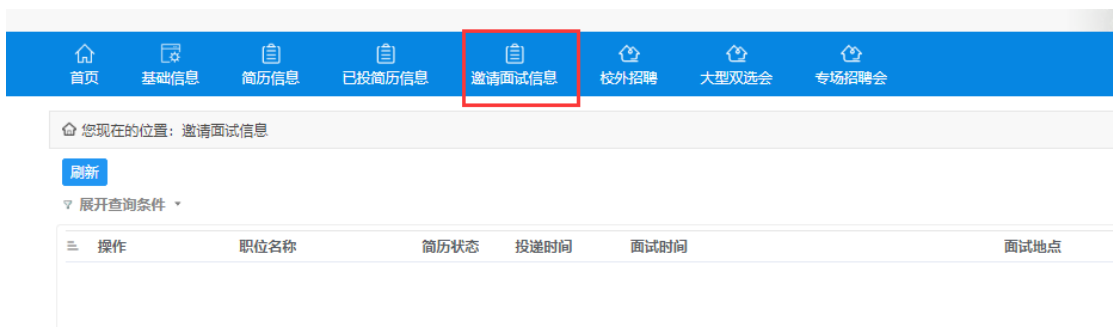 首页 基础信息 简历信息 已投简历信息 邀请面试信息 校外招聘 大型双选会 专场招聘会
您现在的位置：邀请面试信息
刷新
展开查询条件
操作 职位名称 简历状态 投递时间 面试时间 面试地点